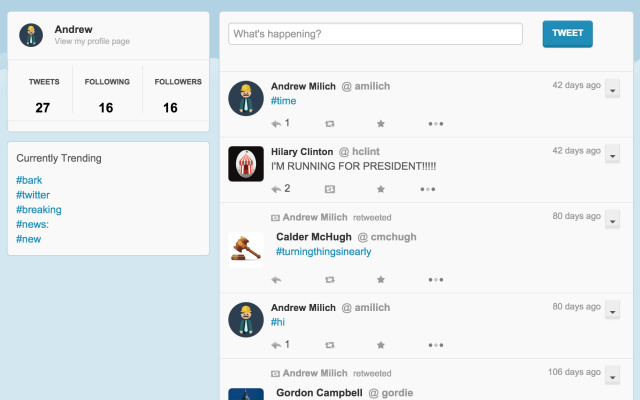 Andrew
View my profile page
TWEETS FOLLOWING FOLLOWERS
27 16 16
Currently Trending
#bark
#twitter
#breaking
#news:
#new
What's happening? TWEET
Andrew Milich @ amilich 42 days ago
#time
1
Hilary Clinton @ hclint 42 days ago
I'M RUNNING FOR PRESIDENT!!!!!
2
Andrew Milich retweeted 80 days ago
Calder McHugh @ cmchugh
#turningthingsinearly
Andrew Milich @ amilich 80 days ago
#hi
1
Andrew Milich retweeted 106 days ago
Gordon Campbell @ gordie